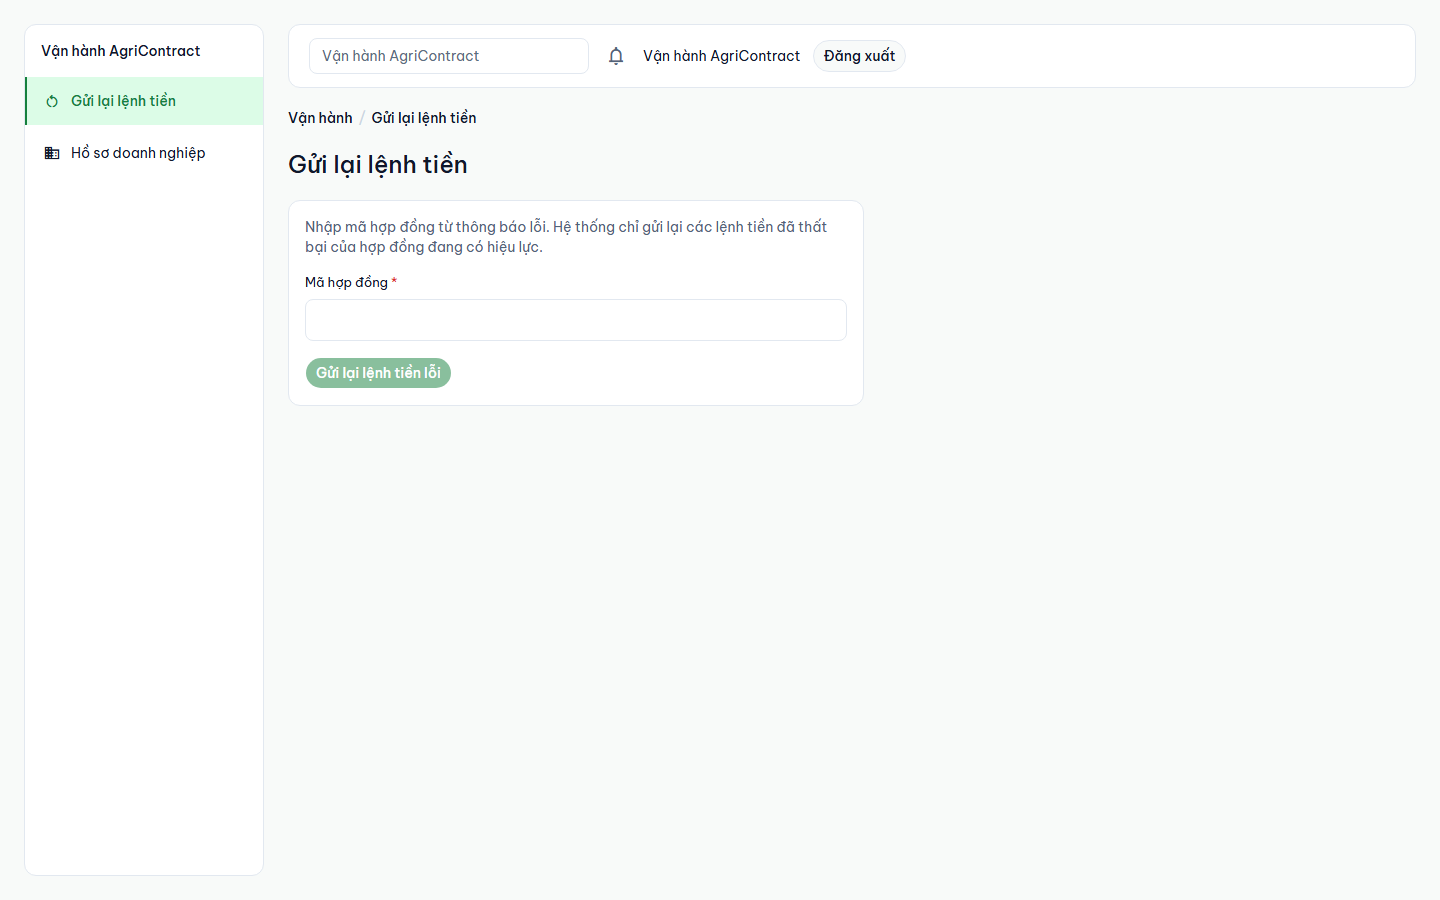 Vận hành AgriContract
Gửi lại lệnh tiền
Hồ sơ doanh nghiệp
Vận hành AgriContract
Vận hành AgriContract
Đăng xuất
Vận hành / Gửi lại lệnh tiền
Gửi lại lệnh tiền
Nhập mã hợp đồng từ thông báo lỗi. Hệ thống chỉ gửi lại các lệnh tiền đã thất
bại của hợp đồng đang có hiệu lực.
Mã hợp đồng *
Gửi lại lệnh tiền lỗi